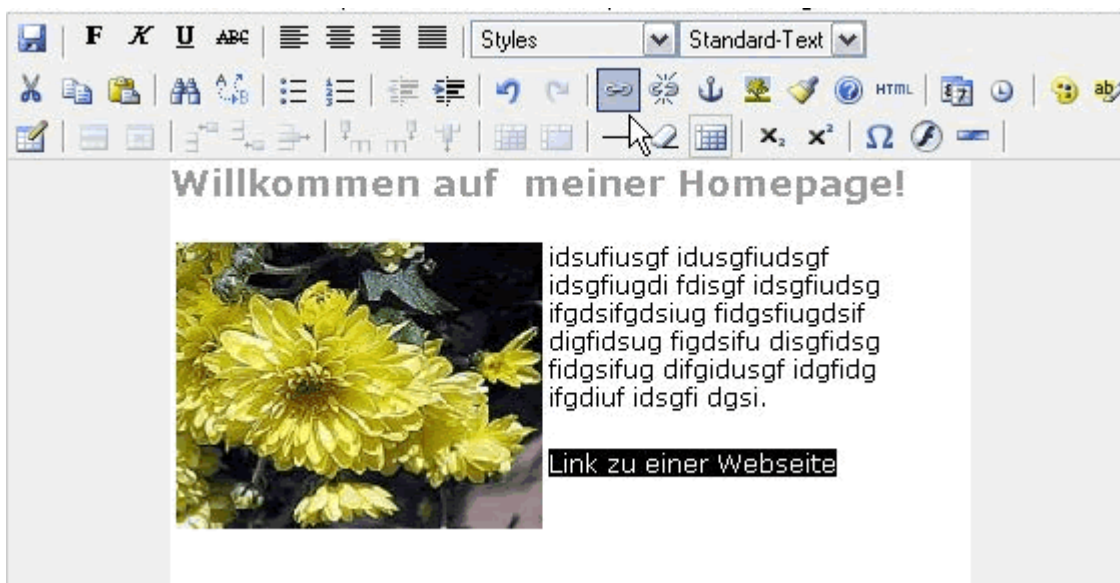 F K U ABC Styles Standard-Text
HTML
Willkommen auf meiner Homepage!
idsufiusgf idusgfiudsgf
idsgfiugdi fdisgf idsgfiudsg
ifgdsifgdsiug fidgsfiugdsif
digfidsug figdsifu disgfidsg
fidgsifug difgidusgf idgfidg
ifgdiuf idsgfi dgsi.
Link zu einer Webseite